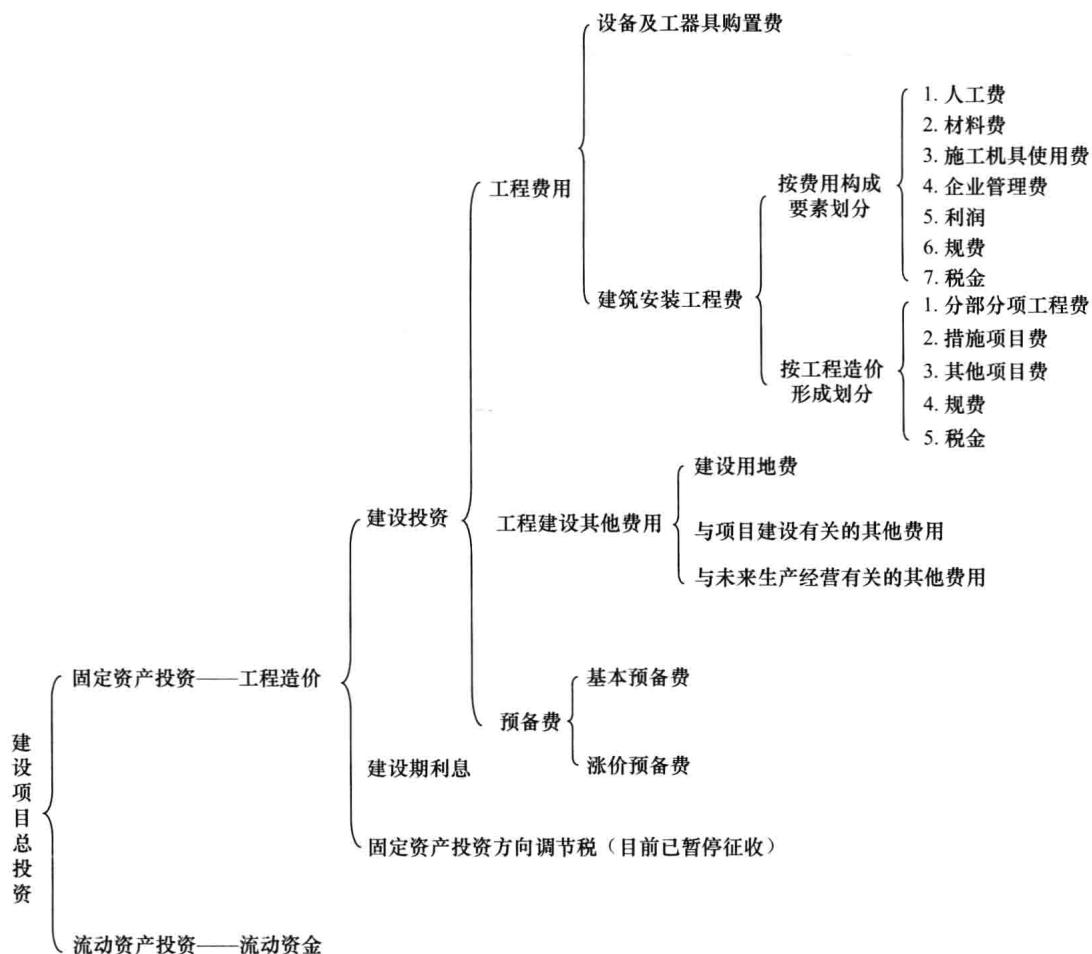 设备及工器具购置费
1. 人工费
2. 材料费
3. 施工机具使用费
4. 企业管理费
5. 利润
6. 规费
7. 税金
按费用构成
要素划分
工程费用
建筑安装工程费
1. 分部分项工程费
2. 措施项目费
3. 其他项目费
4. 规费
5. 税金
按工程造价
形成划分
建设用地费
建设投资
工程建设其他费用
与项目建设有关的其他费用
与未来生产经营有关的其他费用
固定资产投资——工程造价
基本预备费
预备费
涨价预备费
建设项目总投资
建设期利息
固定资产投资方向调节税（目前已暂停征收）
流动资产投资——流动资金